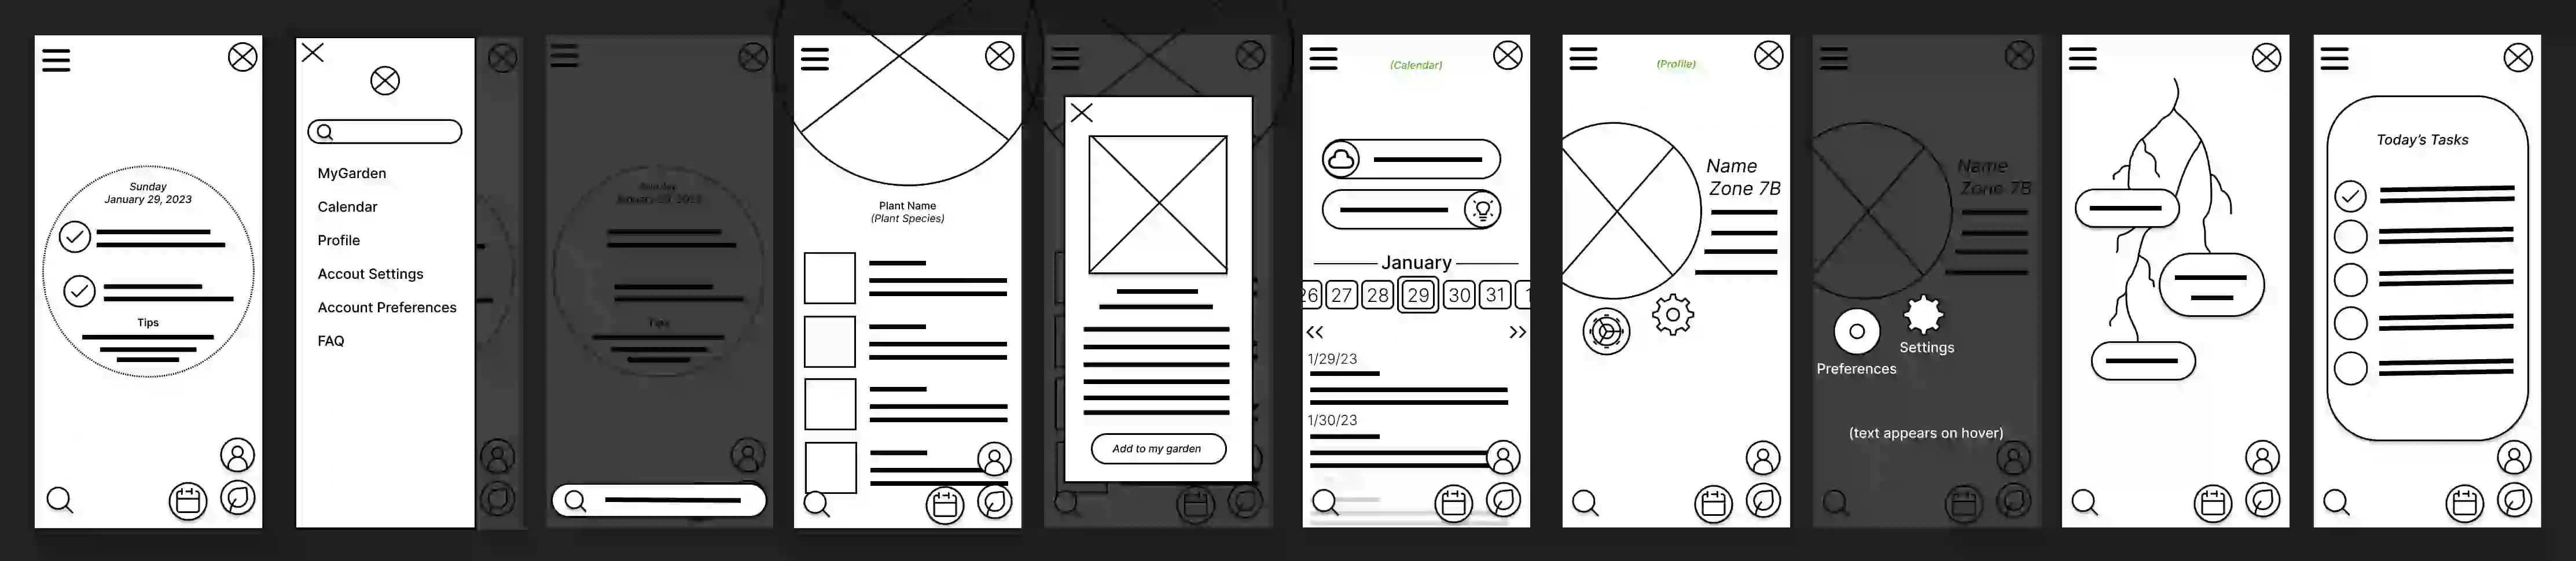 Sunday
January 29, 2023
Tips
MyGarden
Calendar
Profile
Accout Settings
Account Preferences
FAQ
Sunday
January 29, 2023
Tips
Plant Name
(Plant Species)
Add to my garden
(Calendar)
January
26 27 28 29 30 31 1
1/29/23
1/30/23
(Profile)
Name
Zone 7B
Name
Zone 7B
Settings
Preferences
(text appears on hover)
Today's Tasks